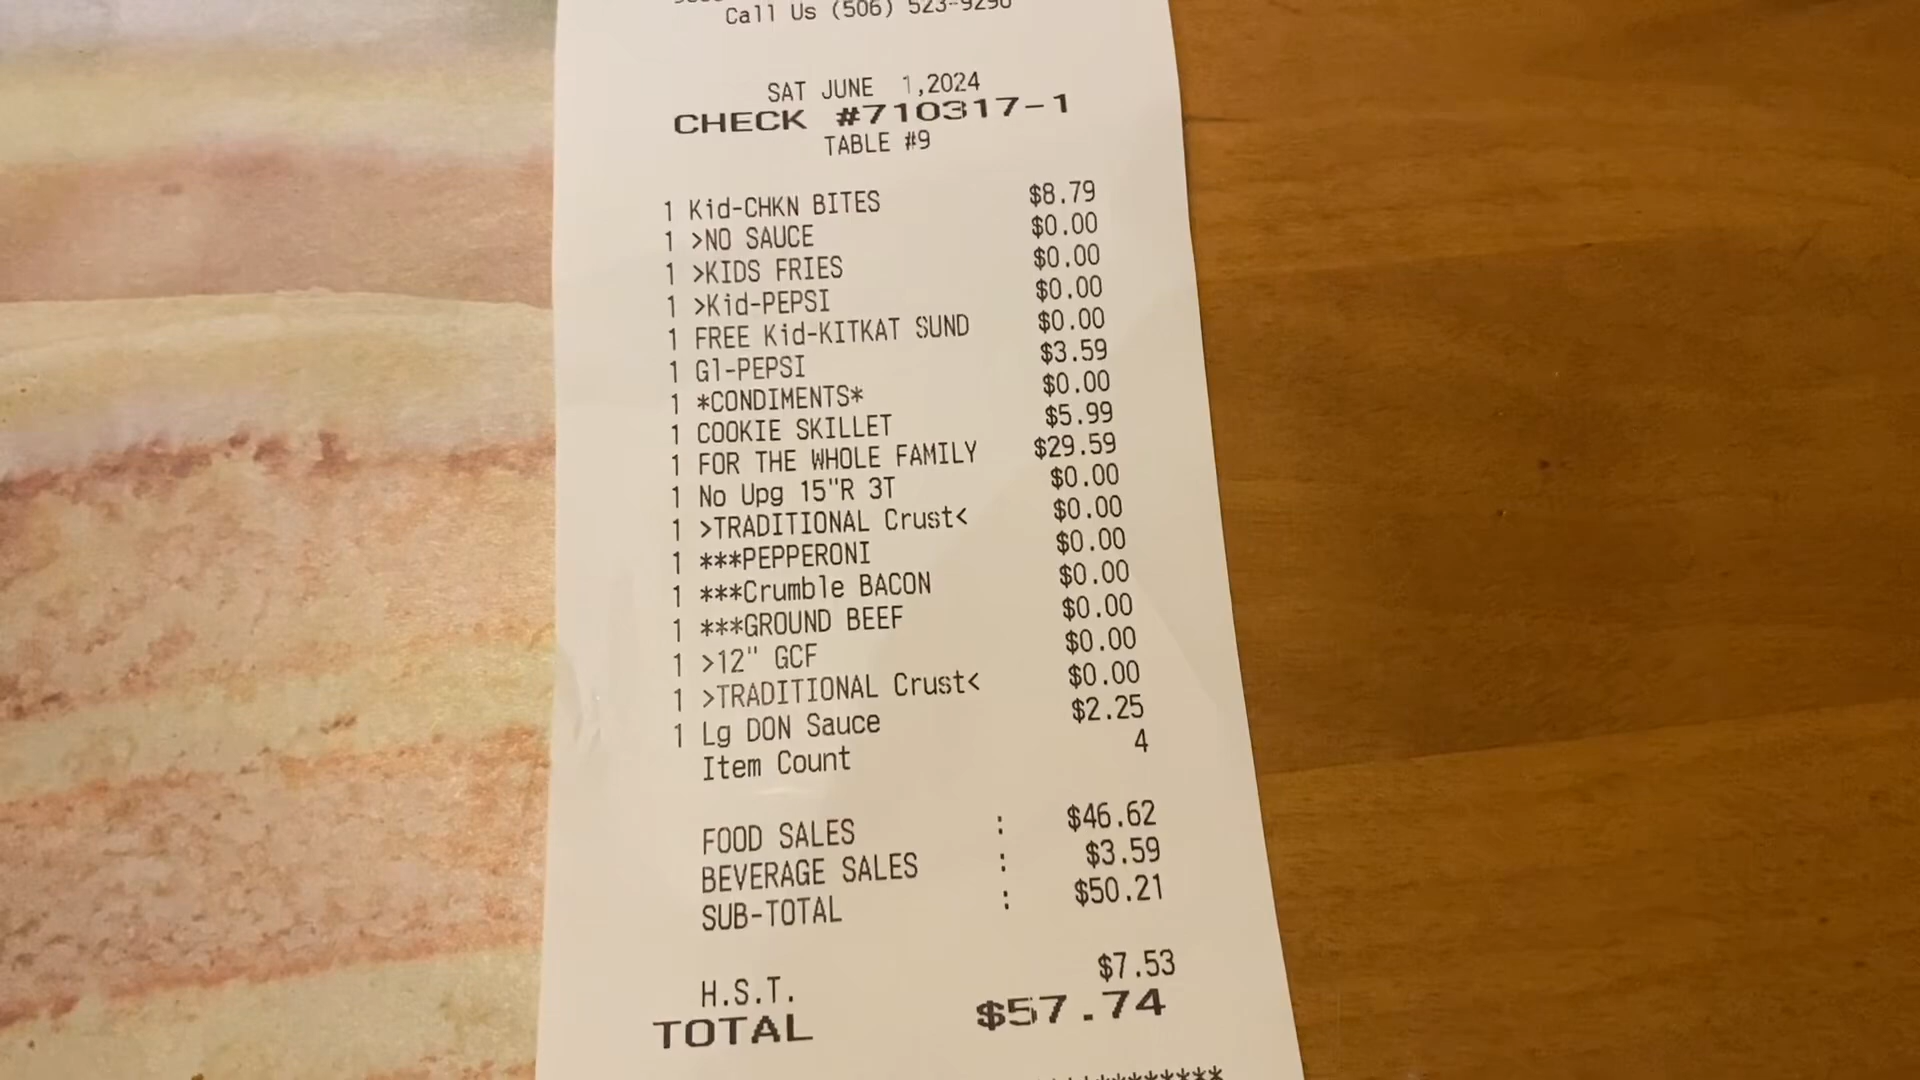 Call Us (506) 523-9290
SAT JUNE 1,2024
CHECK #710317-1
TABLE #9
1 Kid-CHKN BITES $8.79
1 >NO SAUCE $0.00
1 >KIDS FRIES $0.00
1 >Kid-PEPSI $0.00
1 FREE Kid-KITKAT SUND $0.00
1 Gl-PEPSI $3.59
1 *CONDIMENTS* $0.00
1 COOKIE SKILLET $5.99
1 FOR THE WHOLE FAMILY $29.59
1 No Upg 15"R 3T $0.00
1 >TRADITIONAL Crust< $0.00
1 ***PEPPERONI $0.00
1 ***Crumble BACON $0.00
1 ***GROUND BEEF $0.00
1 >12" GCF $0.00
1 >TRADITIONAL Crust< $0.00
1 Lg DON Sauce $2.25
Item Count 4
FOOD SALES : $46.62
BEVERAGE SALES : $3.59
SUB-TOTAL : $50.21
H.S.T. $7.53
TOTAL $57.74